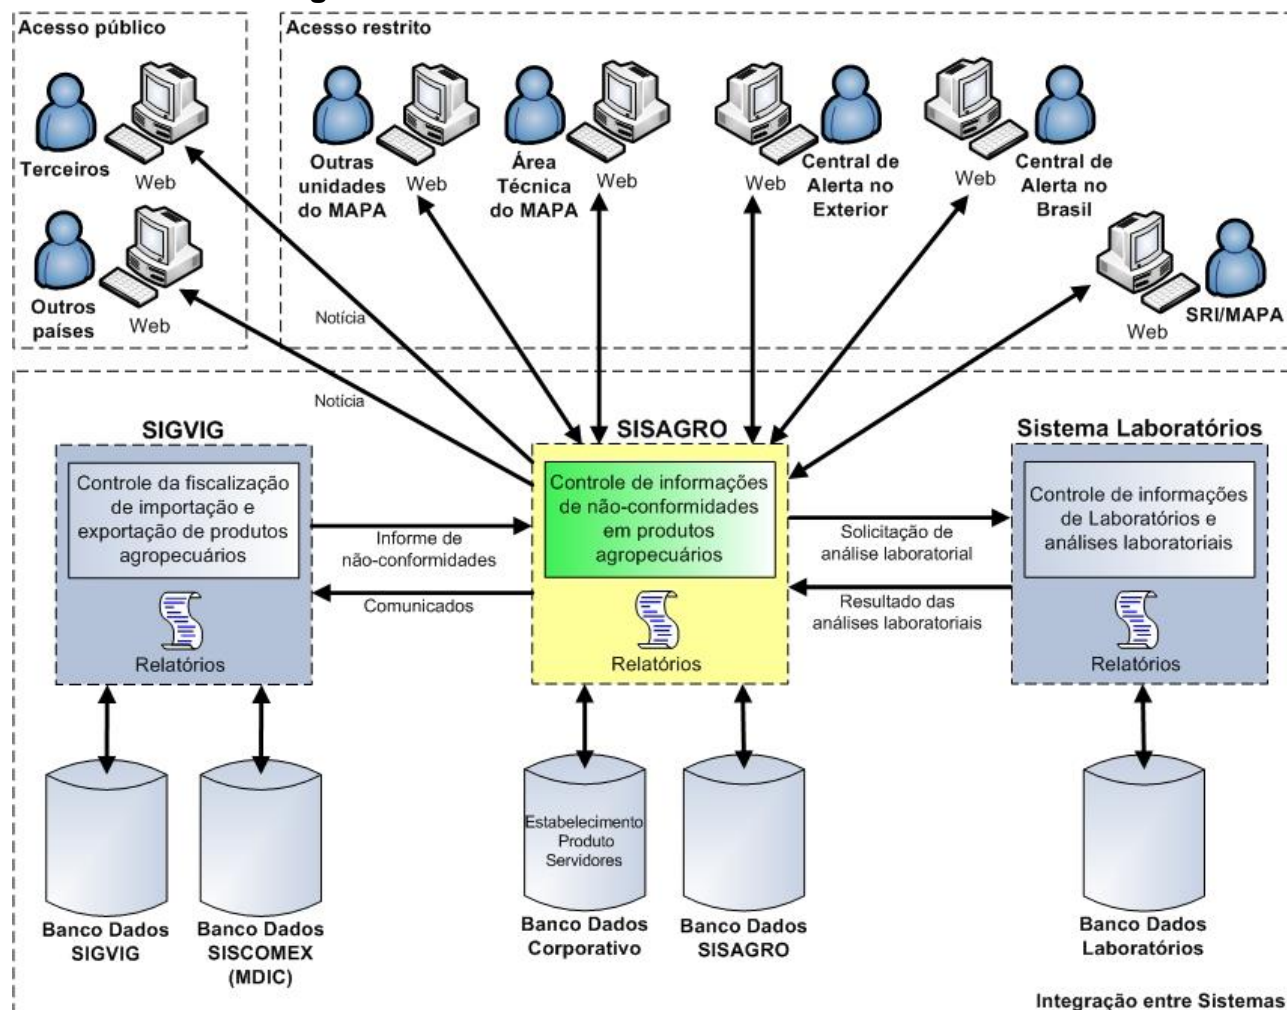 Acesso público
Terceiros
Web
Outros
países
Web
Acesso restrito
Outras
unidades
do MAPA
Web
Área
Técnica
do MAPA
Web
Web
Central de
Alerta no
Exterior
Web
Central de
Alerta no
Brasil
Web
SRI/MAPA
Notícia
Notícia
SIGVIG
Controle da fiscalização
de importação e
exportação de produtos
agropecuários
Relatórios
Informe de
não-conformidades
Comunicados
SISAGRO
Controle de informações
de não-conformidades
em produtos
agropecuários
Relatórios
Solicitação de
análise laboratorial
Resultado das
análises laboratoriais
Sistema Laboratórios
Controle de informações
de Laboratórios e
análises laboratoriais
Relatórios
Banco Dados
SIGVIG
Banco Dados
SISCOMEX
(MDIC)
Estabelecimento
Produto
Servidores
Banco Dados
Corporativo
Banco Dados
SISAGRO
Banco Dados
Laboratórios
Integração entre Sistemas